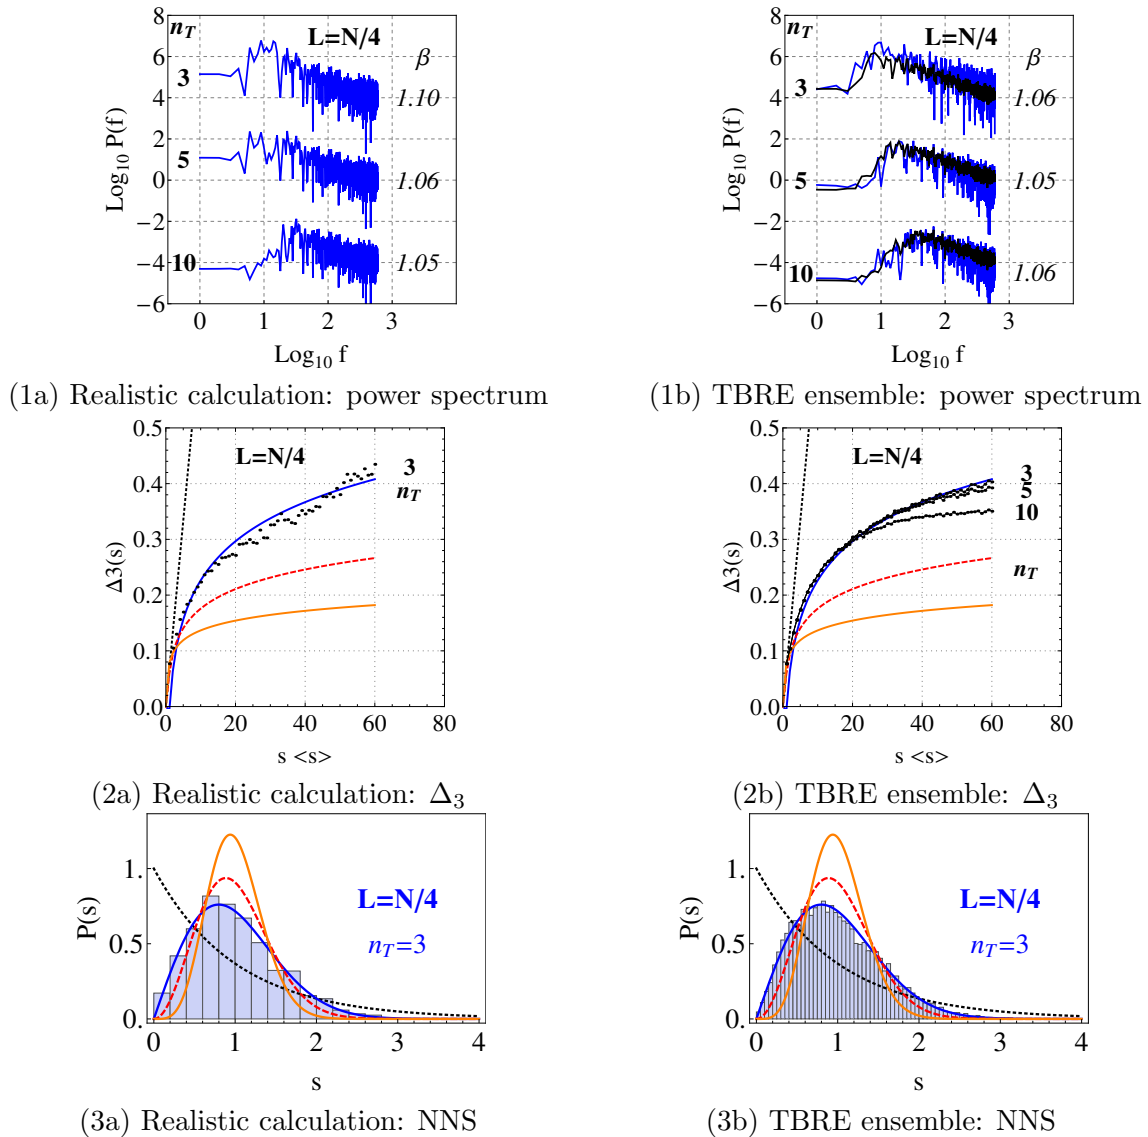 8
6
4
2
0
−2
−4
−6
Log10 P(f)
nT
L=N/4
β
3
1.10
5
1.06
10
1.05
0 1 2 3
Log10 f
(1a) Realistic calculation: power spectrum
8
6
4
2
0
−2
−4
−6
Log10 P(f)
nT
L=N/4
β
3
1.06
5
1.05
10
1.06
0 1 2 3
Log10 f
(1b) TBRE ensemble: power spectrum
0.5
0.4
0.3
0.2
0.1
0.0
Δ3(s)
L=N/4
3
nT
0 20 40 60 80
s <s>
(2a) Realistic calculation: Δ3
0.5
0.4
0.3
0.2
0.1
0.0
Δ3(s)
L=N/4
3
5
10
nT
0 20 40 60 80
s <s>
(2b) TBRE ensemble: Δ3
1.
0.5
0.
P(s)
L=N/4
nT=3
0 1 2 3 4
s
(3a) Realistic calculation: NNS
1.
0.5
0.
P(s)
L=N/4
nT=3
0 1 2 3 4
s
(3b) TBRE ensemble: NNS